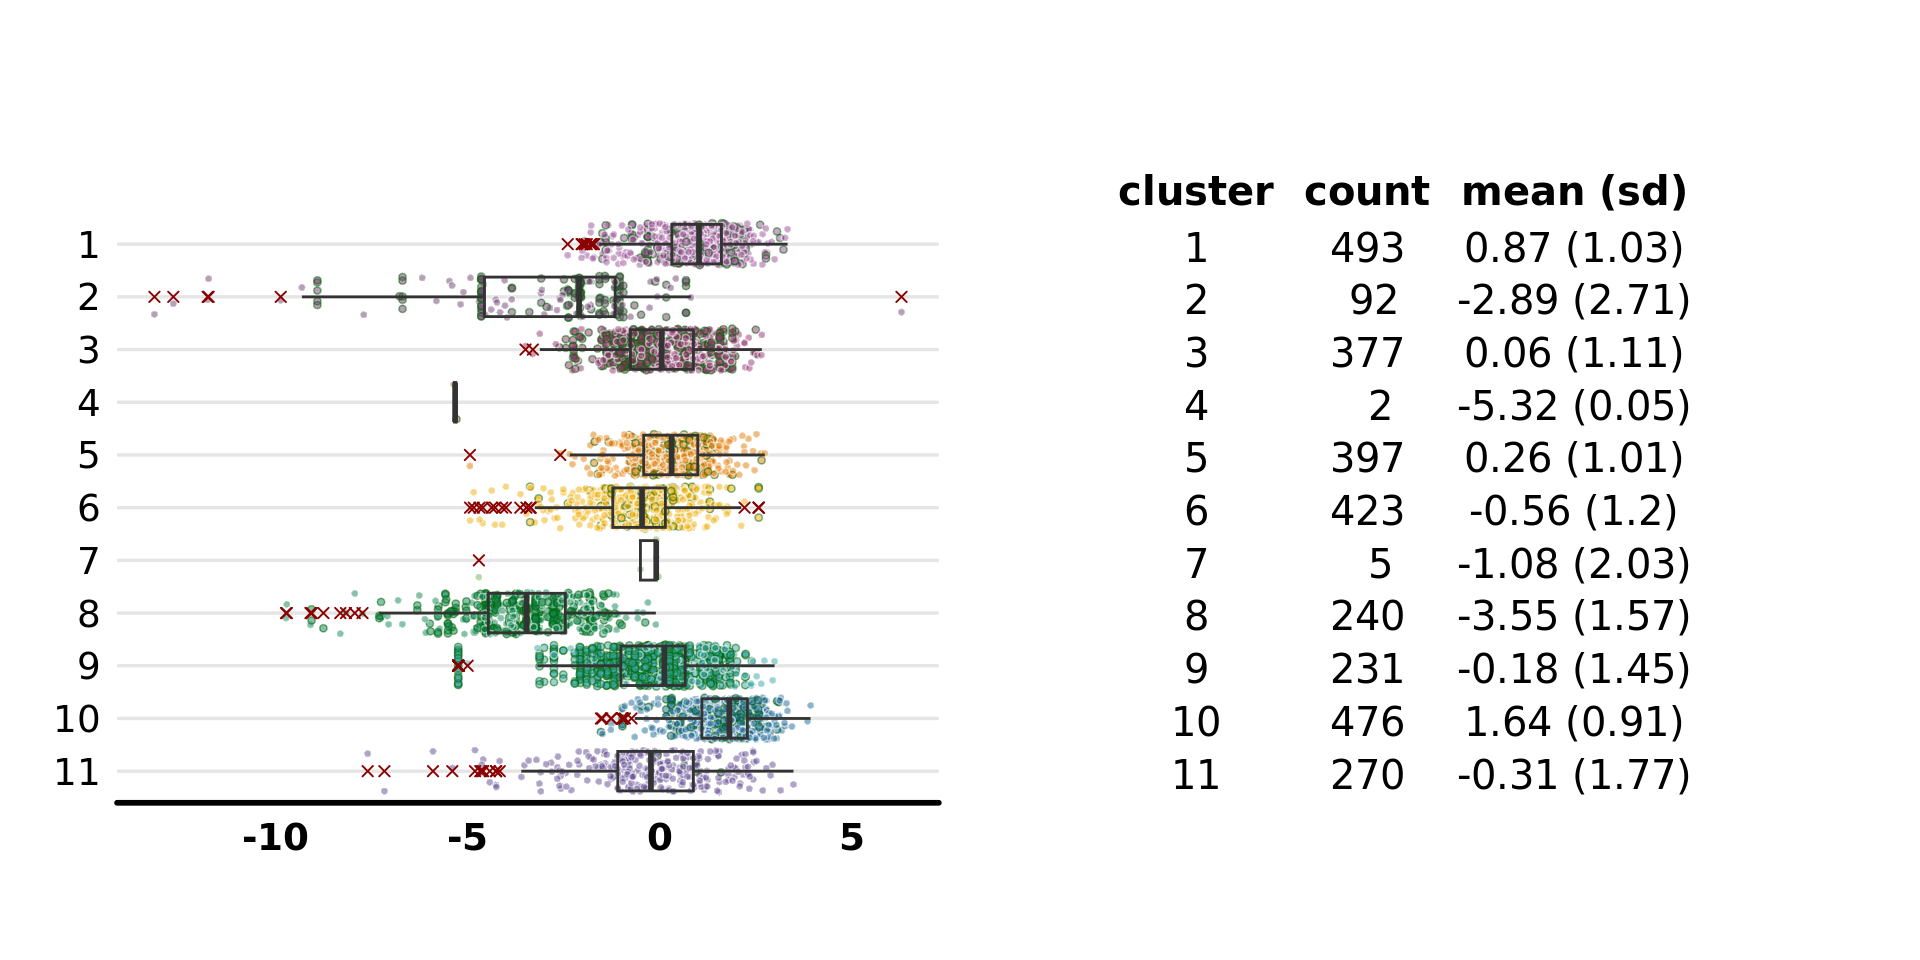 1
2
3
4
5
6
7
8
9
10
11
-10 -5 0 5
cluster count mean (sd)
1 493 0.87 (1.03)
2 92 -2.89 (2.71)
3 377 0.06 (1.11)
4 2 -5.32 (0.05)
5 397 0.26 (1.01)
6 423 -0.56 (1.2)
7 5 -1.08 (2.03)
8 240 -3.55 (1.57)
9 231 -0.18 (1.45)
10 476 1.64 (0.91)
11 270 -0.31 (1.77)